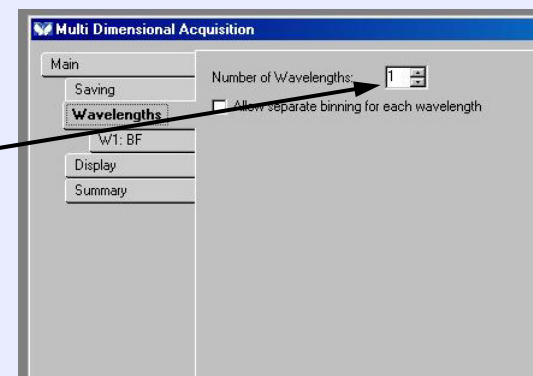 Multi Dimensional Acquisition
Main
Saving
Wavelengths
W1: BF
Display
Summary
Number of Wavelengths: 1
Allow separate binning for each wavelength